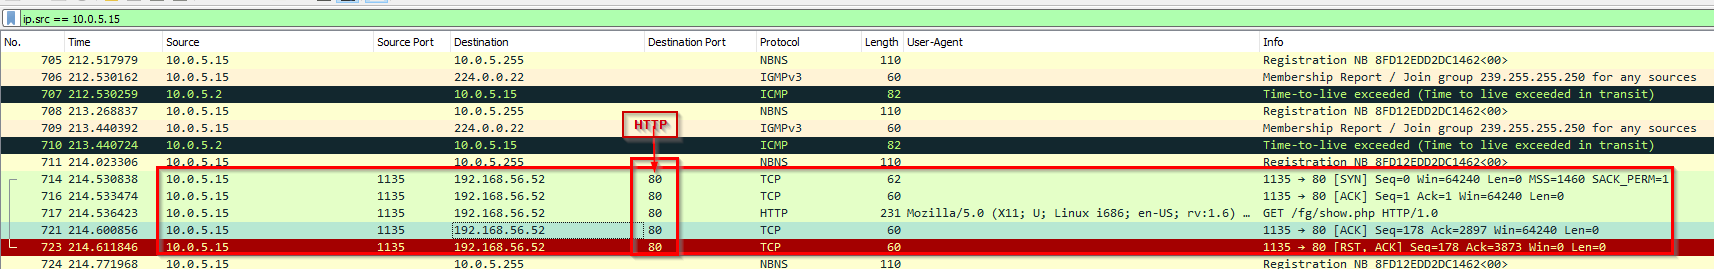 ip.src == 10.0.5.15
No. Time Source Source Port Destination Destination Port Protocol Length User-Agent Info
705 212.517979 10.0.5.15 10.0.5.255 NBNS 110 Registration NB 8FD12EDD2DC1462<00>
706 212.530162 10.0.5.15 224.0.0.22 IGMPv3 60 Membership Report / Join group 239.255.255.250 for any sources
707 212.530259 10.0.5.2 10.0.5.15 ICMP 82 Time-to-live exceeded (Time to live exceeded in transit)
708 213.268837 10.0.5.15 10.0.5.255 NBNS 110 Registration NB 8FD12EDD2DC1462<00>
709 213.440392 10.0.5.15 224.0.0.22 IGMPv3 60 Membership Report / Join group 239.255.255.250 for any sources
HTTP
710 213.440724 10.0.5.2 10.0.5.15 ICMP 82 Time-to-live exceeded (Time to live exceeded in transit)
711 214.023306 10.0.5.15 10.0.5.255 NBNS 110 Registration NB 8FD12EDD2DC1462<00>
714 214.530838 10.0.5.15 1135 192.168.56.52 80 TCP 62 1135 → 80 [SYN] Seq=0 Win=64240 Len=0 MSS=1460 SACK_PERM=1
716 214.533474 10.0.5.15 1135 192.168.56.52 80 TCP 60 1135 → 80 [ACK] Seq=1 Ack=1 Win=64240 Len=0
717 214.536423 10.0.5.15 1135 192.168.56.52 80 HTTP 231 Mozilla/5.0 (X11; U; Linux i686; en-US; rv:1.6) … GET /fg/show.php HTTP/1.0
721 214.600856 10.0.5.15 1135 192.168.56.52 80 TCP 60 1135 → 80 [ACK] Seq=178 Ack=2897 Win=64240 Len=0
723 214.611846 10.0.5.15 1135 192.168.56.52 80 TCP 60 1135 → 80 [RST, ACK] Seq=178 Ack=3873 Win=0 Len=0
724 214.771968 10.0.5.15 10.0.5.255 NBNS 110 Registration NB 8FD12EDD2DC1462<00>